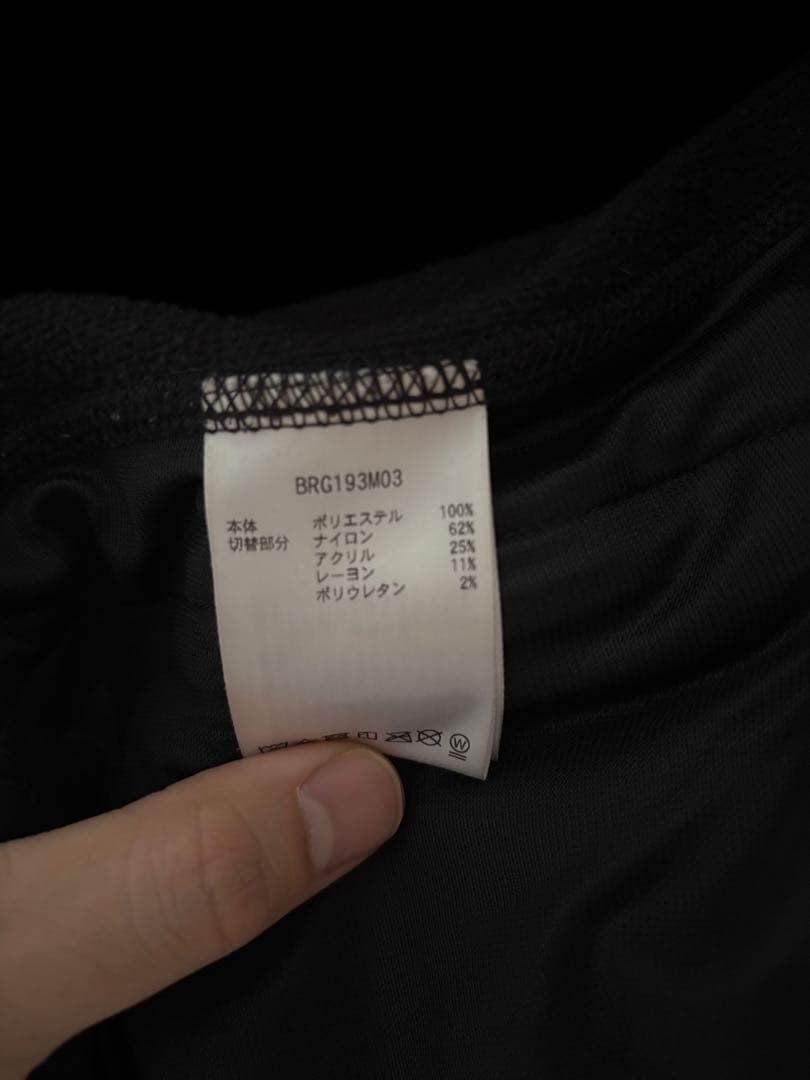 BRG193M03
本体 ポリエステル 100%
切替部分 ナイロン 62%
アクリル 25%
レーヨン 11%
ポリウレタン 2%
W